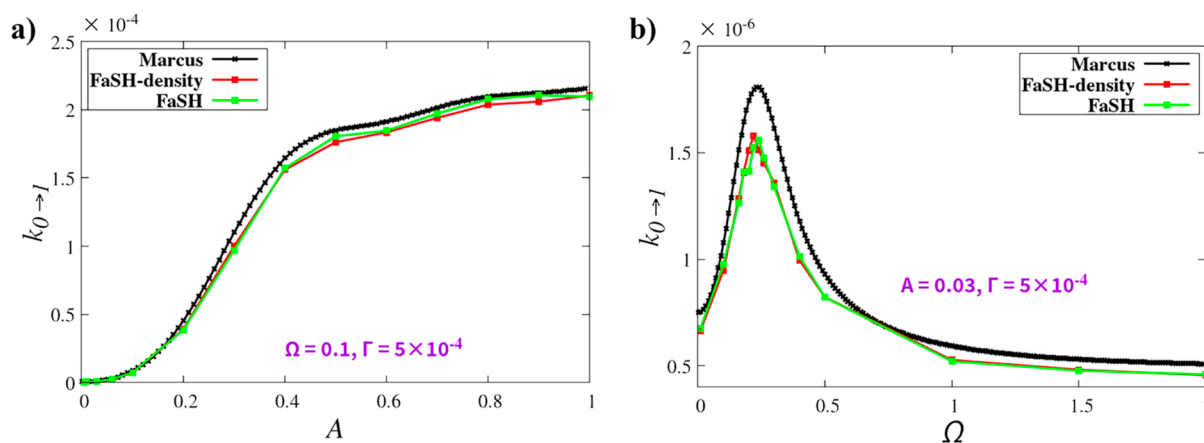 a)
× 10⁻⁴
2.5
2
1.5
1
0.5
0
k₀→₁
Marcus
FaSH-density
FaSH
Ω = 0.1, Γ = 5×10⁻⁴
0 0.2 0.4 0.6 0.8 1
A
b)
× 10⁻⁶
2
1.5
1
0.5
k₀→₁
Marcus
FaSH-density
FaSH
A = 0.03, Γ = 5×10⁻⁴
0 0.5 1 1.5
Ω